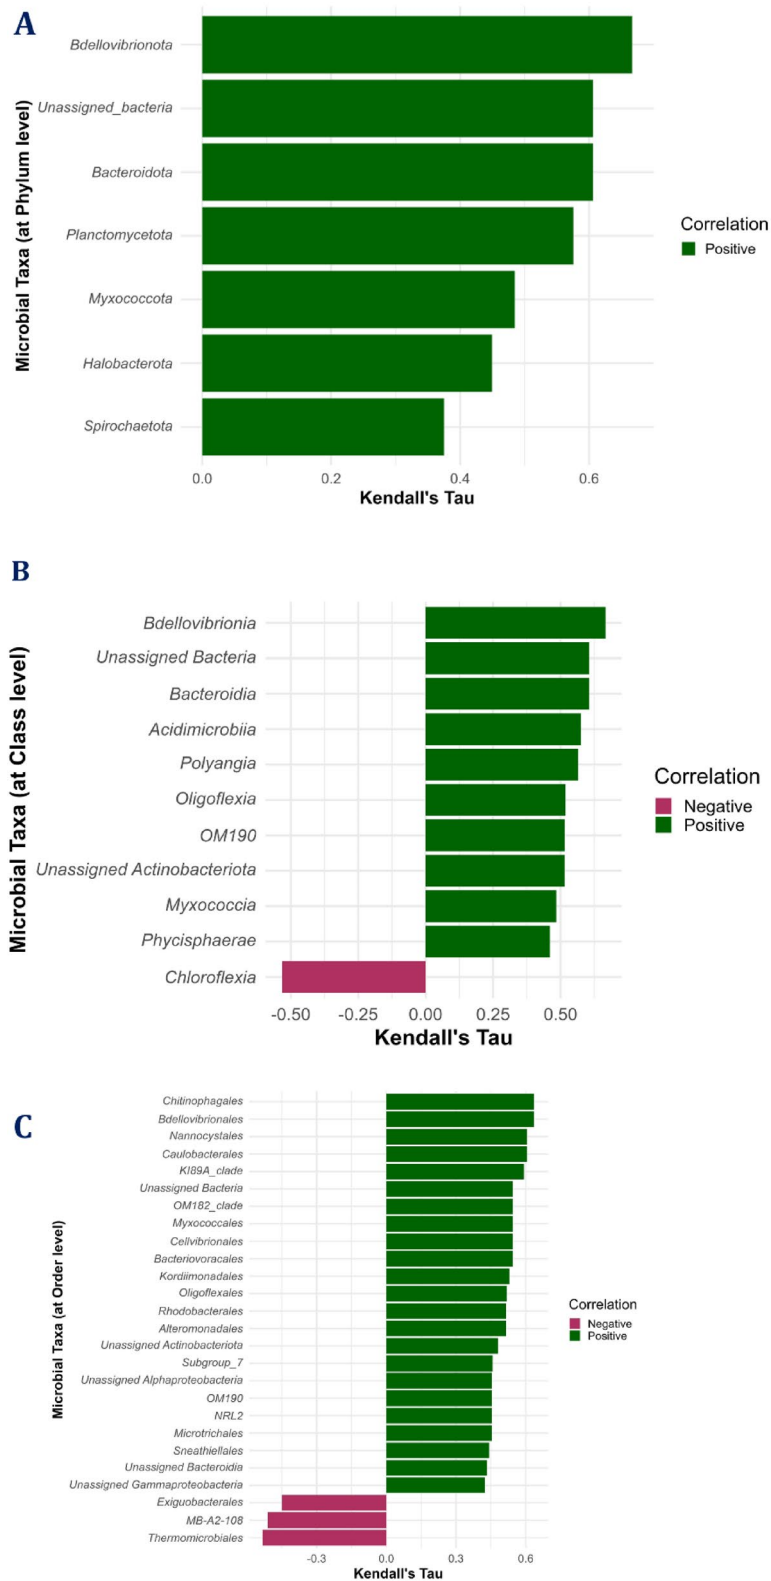 A
Microbial Taxa (at Phylum level)
Bdellovibrionota
Unassigned_bacteria
Bacteroidota
Planctomycetota
Myxococcota
Halobacterota
Spirochaetota
0.0 0.2 0.4 0.6
Kendall's Tau
Correlation
Positive
B
Microbial Taxa (at Class level)
Bdellovibrionia
Unassigned Bacteria
Bacteroidia
Acidimicrobiia
Polyangia
Oligoflexia
OM190
Unassigned Actinobacteriota
Myxococcia
Phycisphaerae
Chloroflexia
-0.50 -0.25 0.00 0.25 0.50
Kendall's Tau
Correlation
Negative
Positive
C
Microbial Taxa (at Order level)
Chitinophagales
Bdellovibrionales
Nannocystales
Caulobacterales
KI89A_clade
Unassigned Bacteria
OM182_clade
Myxococcales
Cellvibrionales
Bacteriovoracales
Kordiimonadales
Oligoflexales
Rhodobacterales
Alteromonadales
Unassigned Actinobacteriota
Subgroup_7
Unassigned Alphaproteobacteria
OM190
NRL2
Microtrichales
Sneathiellales
Unassigned Bacteroidia
Unassigned Gammaproteobacteria
Exiguobacterales
MB-A2-108
Thermomicrobiales
-0.3 0.0 0.3 0.6
Kendall's Tau
Correlation
Negative
Positive